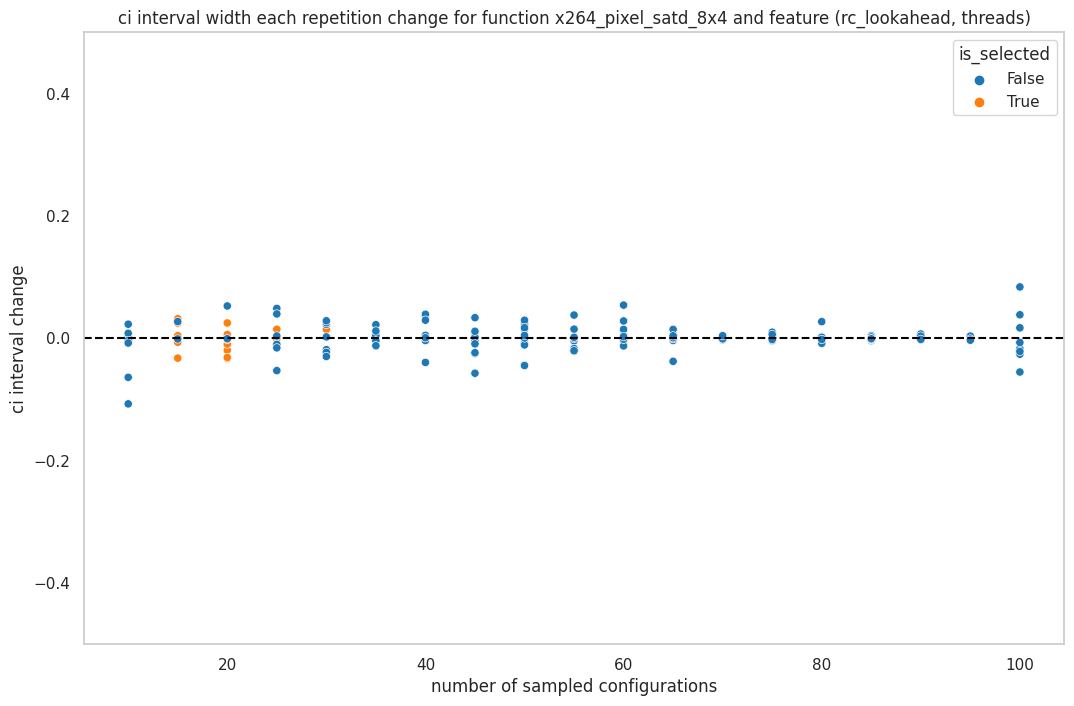 ci interval width each repetition change for function x264_pixel_satd_8x4 and feature (rc_lookahead, threads)
is_selected
False
True
0.4
0.2
0.0
−0.2
−0.4
ci interval change
20
40
60
80
100
number of sampled configurations